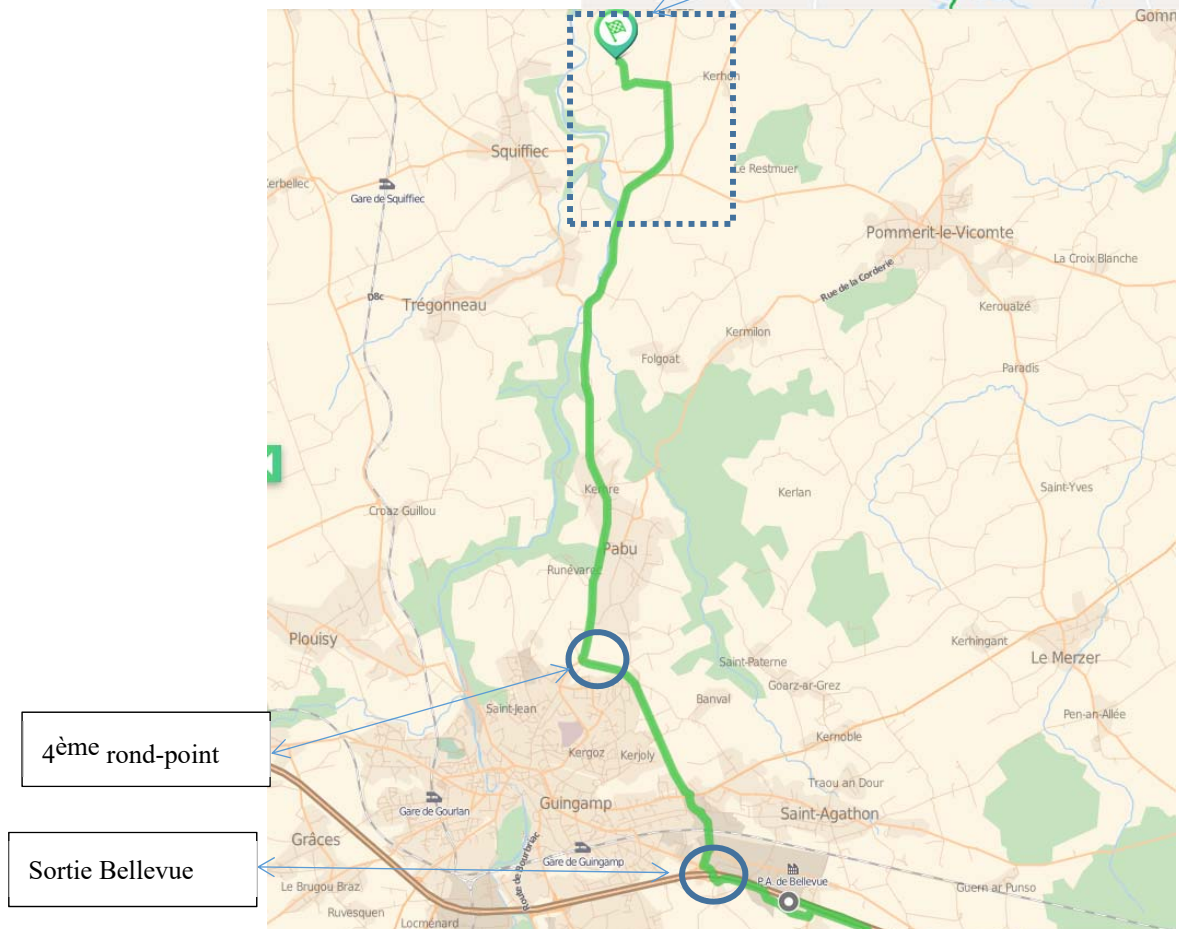 Gomm
Kerhon
Squiffiec
Le Restmuer
Kerbellec
Gare de Squiffiec
Pommerit-le-Vicomte
La Croix Blanche
Rue de la Corderie
D8c
Trégonneau
Keroualzé
Kermilon
Folgoat
Paradis
Kerlan
Saint-Yves
Croaz Guillou
Pabu
Runévarec
Plouisy
Kerhingant
Le Merzer
Saint-Paterne
Goarz-ar-Grez
Banval
Saint-Jean
Pen-an-Allée
4ème rond-point
Kernoble
Kergoz
Kerjoly
Traou an Dour
Gare de Gourlan
Guingamp
Saint-Agathon
Grâces
Route de Bourbriac
Gare de Guingamp
Sortie Bellevue
P.A. de Bellevue
Le Brugou Braz
Guern ar Punso
Ruvesquen
Locménard